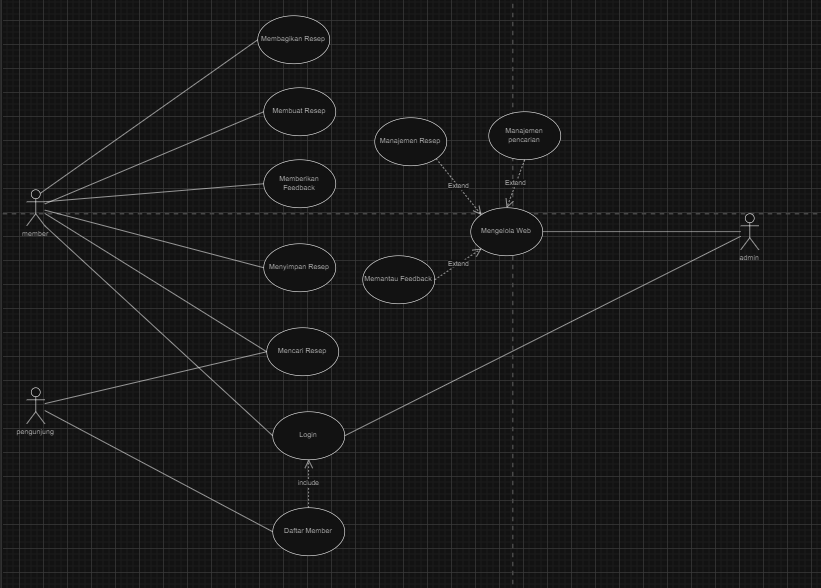 Membagikan Resep
Membuat Resep
Memberikan
Feedback
Manajemen Resep
Manajemen
pencarian
Extend
Extend
member
Mengelola Web
admin
Menyimpan Resep
Memantau Feedback
Extend
Mencari Resep
pengunjung
Login
include
Daftar Member